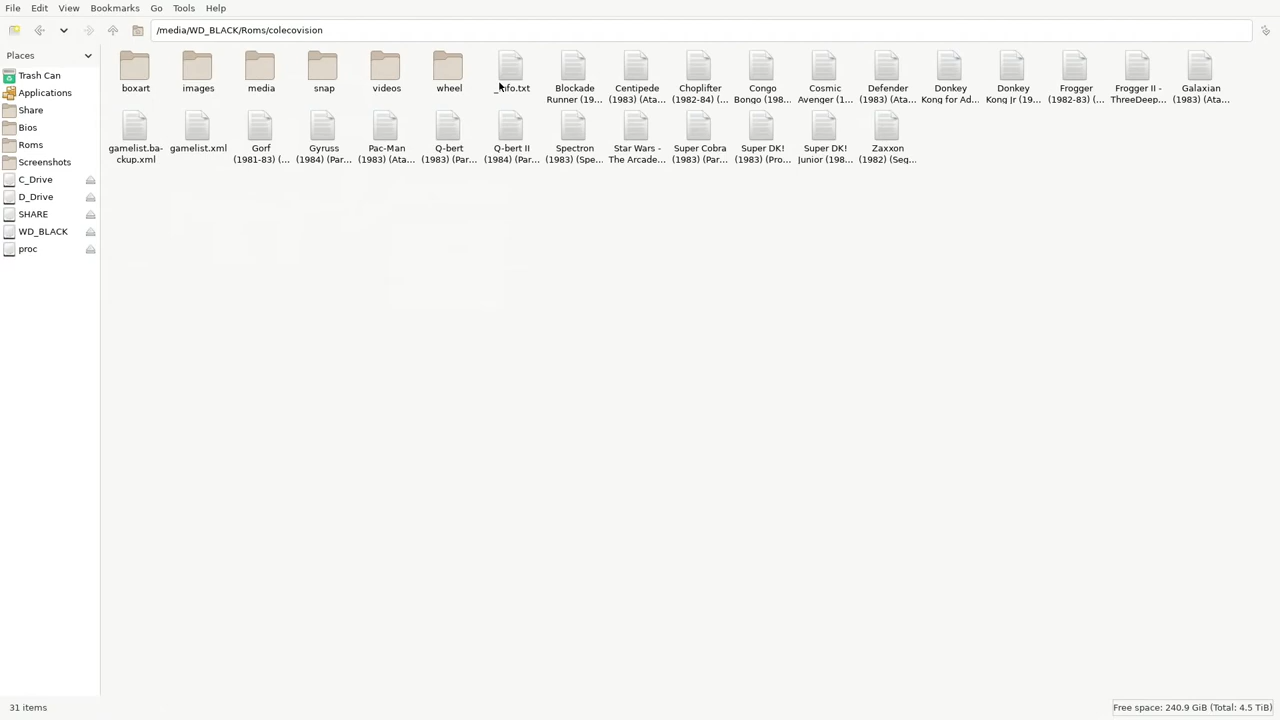 File Edit View Bookmarks Go Tools Help
/media/WD_BLACK/Roms/colecovision
Places
Trash Can
Applications
Share
Bios
Roms
Screenshots
C_Drive
D_Drive
SHARE
WD_BLACK
proc
boxart
images
media
snap
videos
wheel
_info.txt
Blockade
Runner (19...
Centipede
(1983) (Ata...
Choplifter
(1982-84) (...
Congo
Bongo (198...
Cosmic
Avenger (1...
Defender
(1983) (Ata...
Donkey
Kong for Ad...
Donkey
Kong Jr (19...
Frogger
(1982-83) (...
Frogger II -
ThreeDeep...
Galaxian
(1983) (Ata...
gamelist.ba-
ckup.xml
gamelist.xml
Gorf
(1981-83) (...
Gyruss
(1984) (Par...
Pac-Man
(1983) (Ata...
Q-bert
(1983) (Par...
Q-bert II
(1984) (Par...
Spectron
(1983) (Spe...
Star Wars -
The Arcade...
Super Cobra
(1983) (Par...
Super DK!
(1983) (Pro...
Super DK!
Junior (198...
Zaxxon
(1982) (Seg...
31 items
Free space: 240.9 GiB (Total: 4.5 TiB)